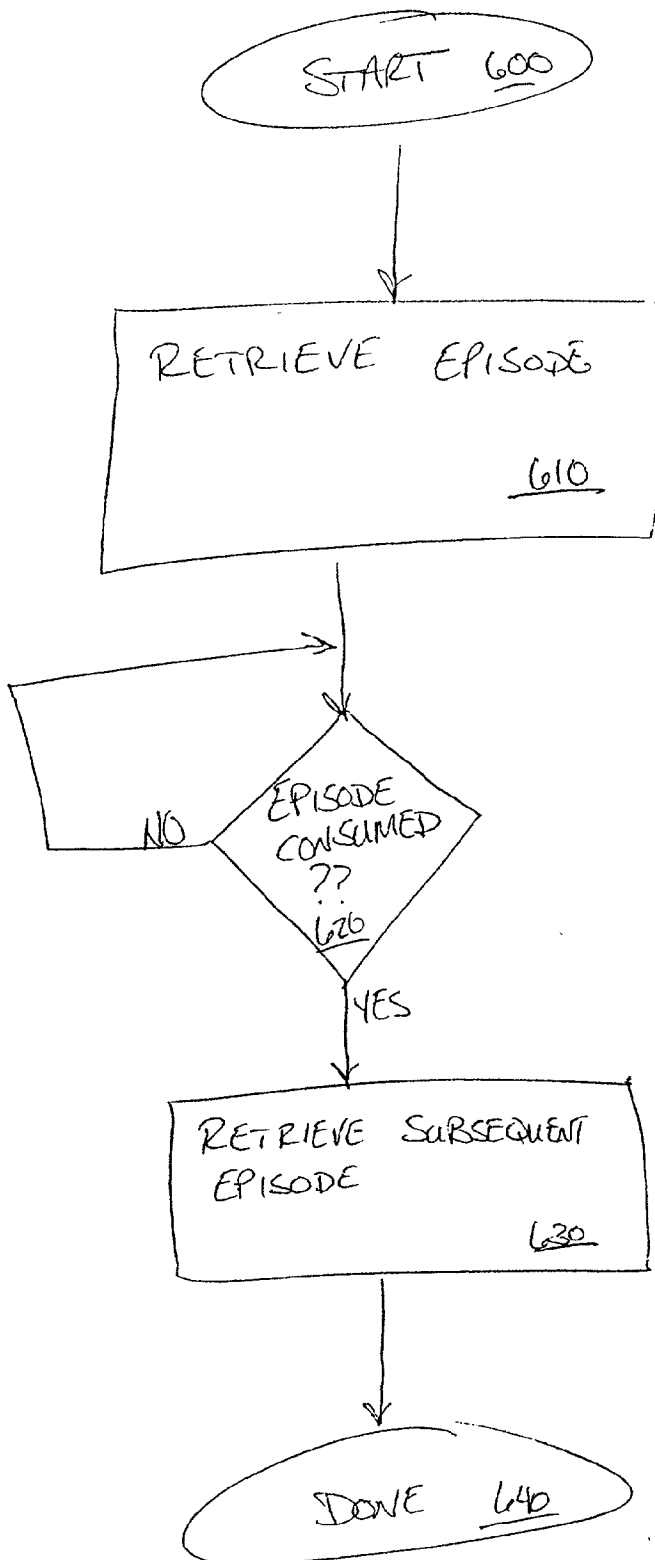 START 600
RETRIEVE EPISODE
610
NO
EPISODE
CONSUMED
??
620
YES
RETRIEVE SUBSEQUENT
EPISODE
630
DONE 640